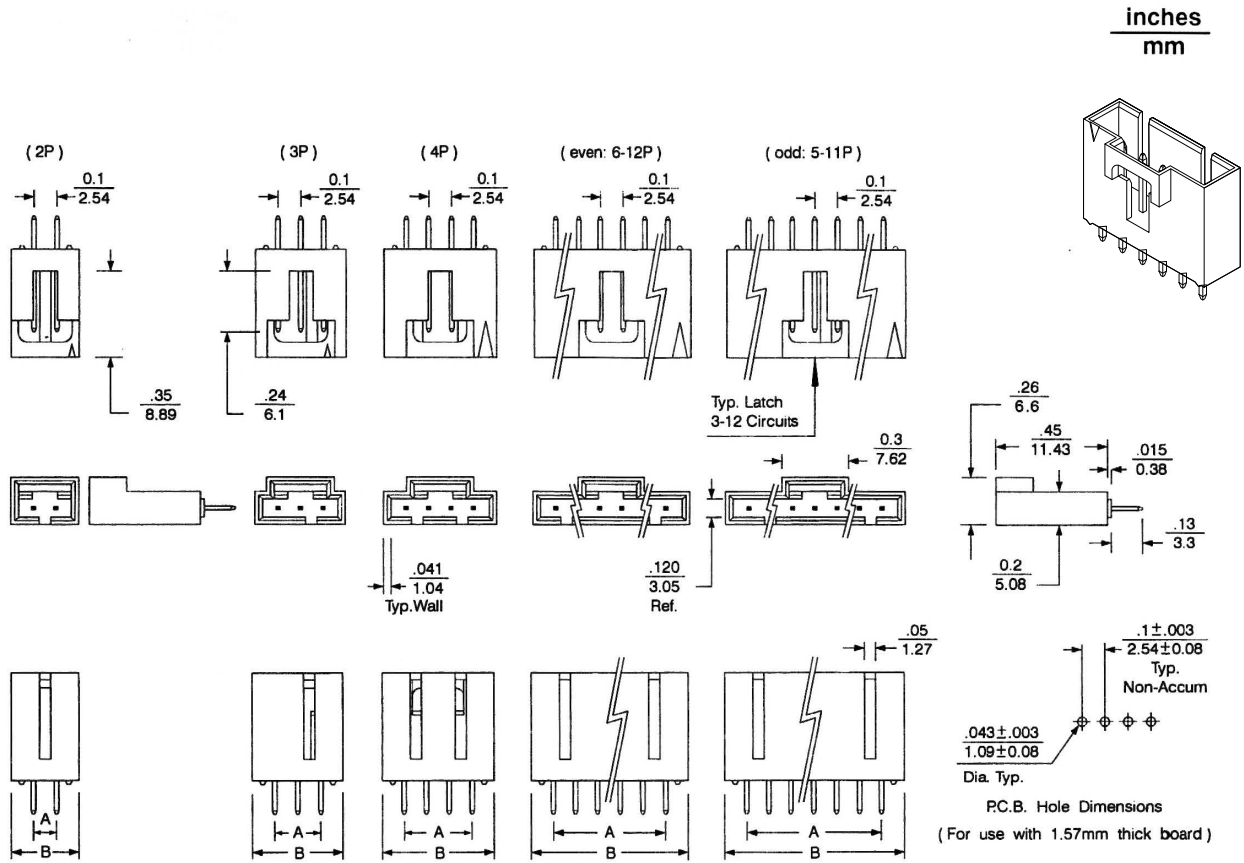 inches
mm
( 2P )
( 3P )
( 4P )
( even: 6-12P )
( odd: 5-11P )
0.1
2.54
0.1
2.54
0.1
2.54
0.1
2.54
0.1
2.54
.35
8.89
.24
6.1
Typ. Latch
3-12 Circuits
.26
6.6
.45
11.43
.015
0.38
0.3
7.62
.13
3.3
.041
1.04
Typ.Wall
.120
3.05
Ref.
0.2
5.08
.05
1.27
.1±.003
2.54±0.08
Typ.
Non-Accum
.043±.003
1.09±0.08
Dia. Typ.
P.C.B. Hole Dimensions
( For use with 1.57mm thick board )
A
B
A
B
A
B
A
B
A
B